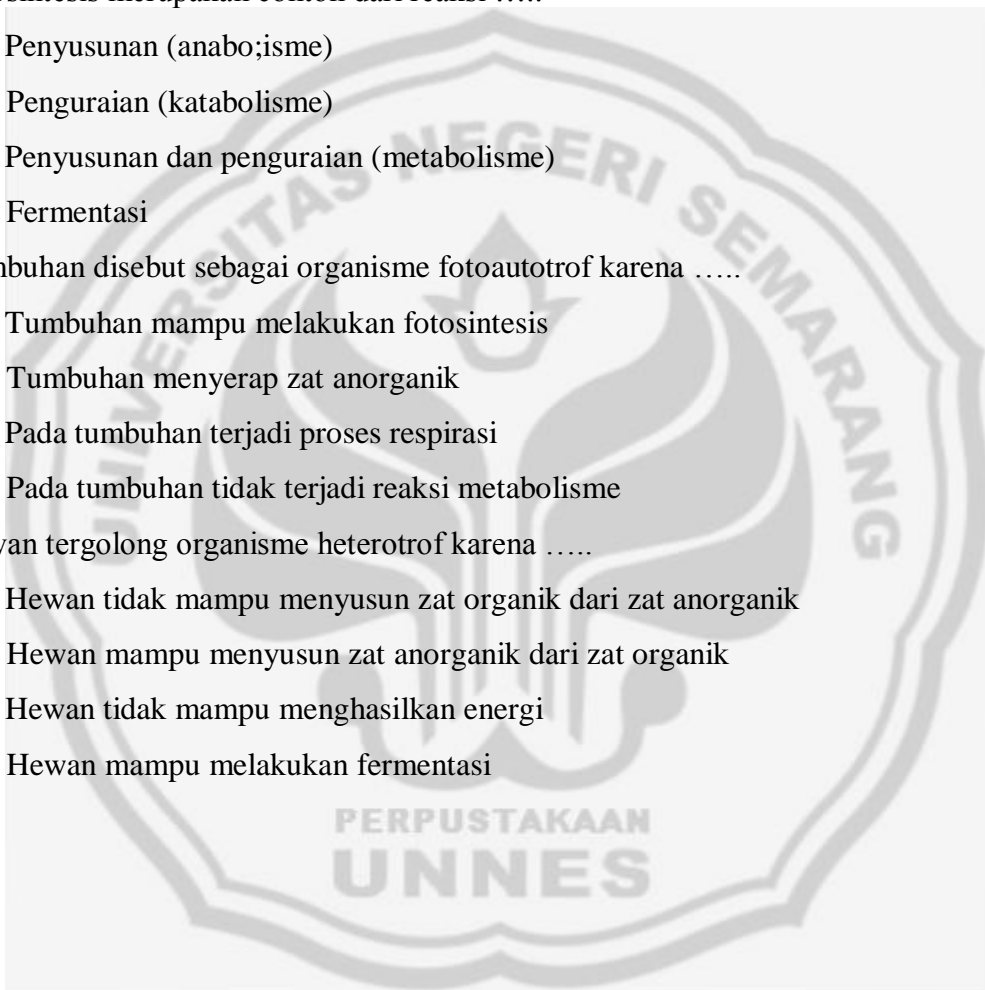 merupakan contoh dari reaksi …..
Penyusunan (anabo;isme)
Penguraian (katabolisme)
Penyusunan dan penguraian (metabolisme)
Fermentasi
mbuhan disebut sebagai organisme fotoautotrof karena …..
Tumbuhan mampu melakukan fotosintesis
Tumbuhan menyerap zat anorganik
Pada tumbuhan terjadi proses respirasi
Pada tumbuhan tidak terjadi reaksi metabolisme
tergolong organisme heterotrof karena …..
Hewan tidak mampu menyusun zat organik dari zat anorganik
Hewan mampu menyusun zat anorganik dari zat organik
Hewan tidak mampu menghasilkan energi
Hewan mampu melakukan fermentasi
UNIVERSITAS NEGERI SEMARANG
PERPUSTAKAAN
UNNES